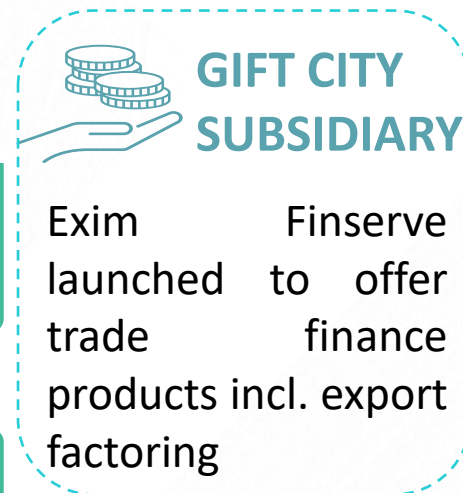 GIFT CITY
SUBSIDIARY
Exim Finserve
launched to offer
trade finance
products incl. export
factoring